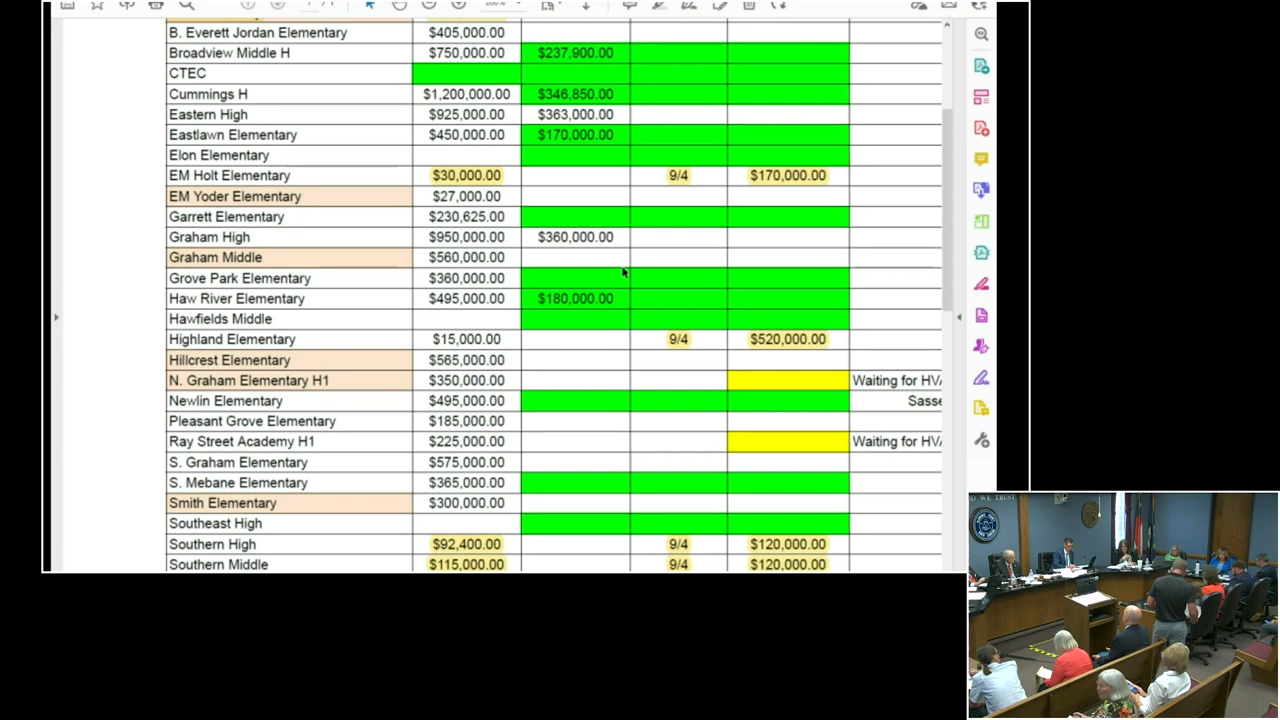 B. Everett Jordan Elementary $405,000.00
Broadview Middle H $750,000.00 $237,900.00
CTEC
Cummings H $1,200,000.00 $346,850.00
Eastern High $925,000.00 $363,000.00
Eastlawn Elementary $450,000.00 $170,000.00
Elon Elementary
EM Holt Elementary $30,000.00 9/4 $170,000.00
EM Yoder Elementary $27,000.00
Garrett Elementary $230,625.00
Graham High $950,000.00 $360,000.00
Graham Middle $560,000.00
Grove Park Elementary $360,000.00
Haw River Elementary $495,000.00 $180,000.00
Hawfields Middle
Highland Elementary $15,000.00 9/4 $520,000.00
Hillcrest Elementary $565,000.00
N. Graham Elementary H1 $350,000.00 Waiting for HV
Newlin Elementary $495,000.00 Sasse
Pleasant Grove Elementary $185,000.00
Ray Street Academy H1 $225,000.00 Waiting for HV
S. Graham Elementary $575,000.00
S. Mebane Elementary $365,000.00
Smith Elementary $300,000.00
Southeast High
Southern High $92,400.00 9/4 $120,000.00
Southern Middle $115,000.00 9/4 $120,000.00
D WE TRUST